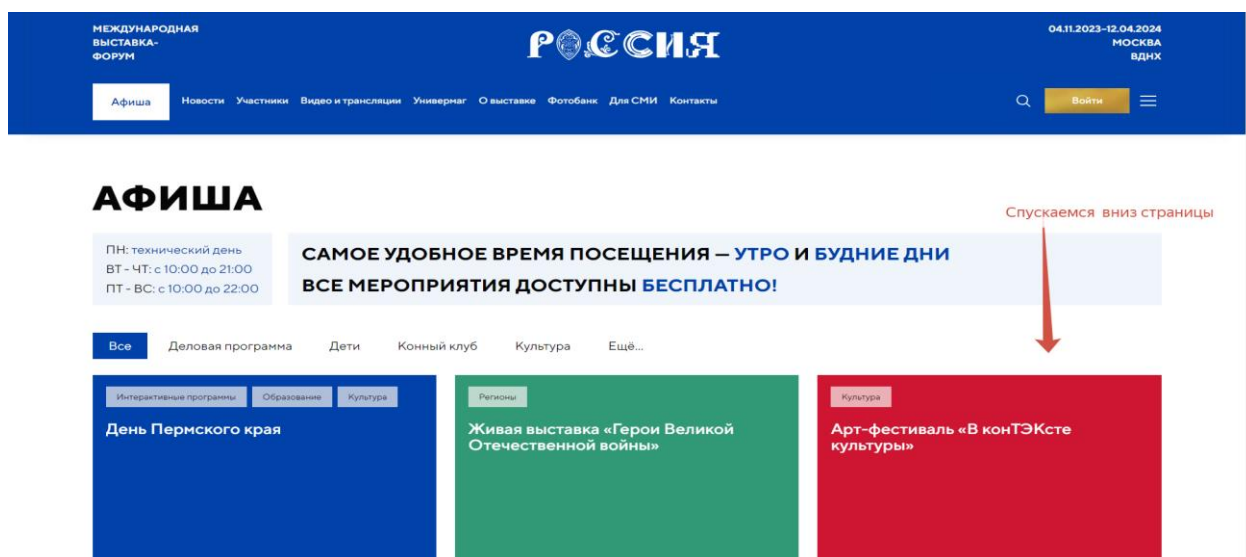 МЕЖДУНАРОДНАЯ
ВЫСТАВКА-
ФОРУМ
РОССИЯ
04.11.2023–12.04.2024
МОСКВА
ВДНХ
Афиша Новости Участники Видео и трансляции Универмаг О выставке Фотобанк Для СМИ Контакты Войти
АФИША
Спускаемся вниз страницы
ПН: технический день
ВТ - ЧТ: с 10:00 до 21:00
ПТ - ВС: с 10:00 до 22:00
САМОЕ УДОБНОЕ ВРЕМЯ ПОСЕЩЕНИЯ – УТРО И БУДНИЕ ДНИ
ВСЕ МЕРОПРИЯТИЯ ДОСТУПНЫ БЕСПЛАТНО!
Все Деловая программа Дети Конный клуб Культура Ещё...
Интерактивные программы Образование Культура
День Пермского края
Регионы
Живая выставка «Герои Великой
Отечественной войны»
Культура
Арт-фестиваль «В конТЭКсте
культуры»